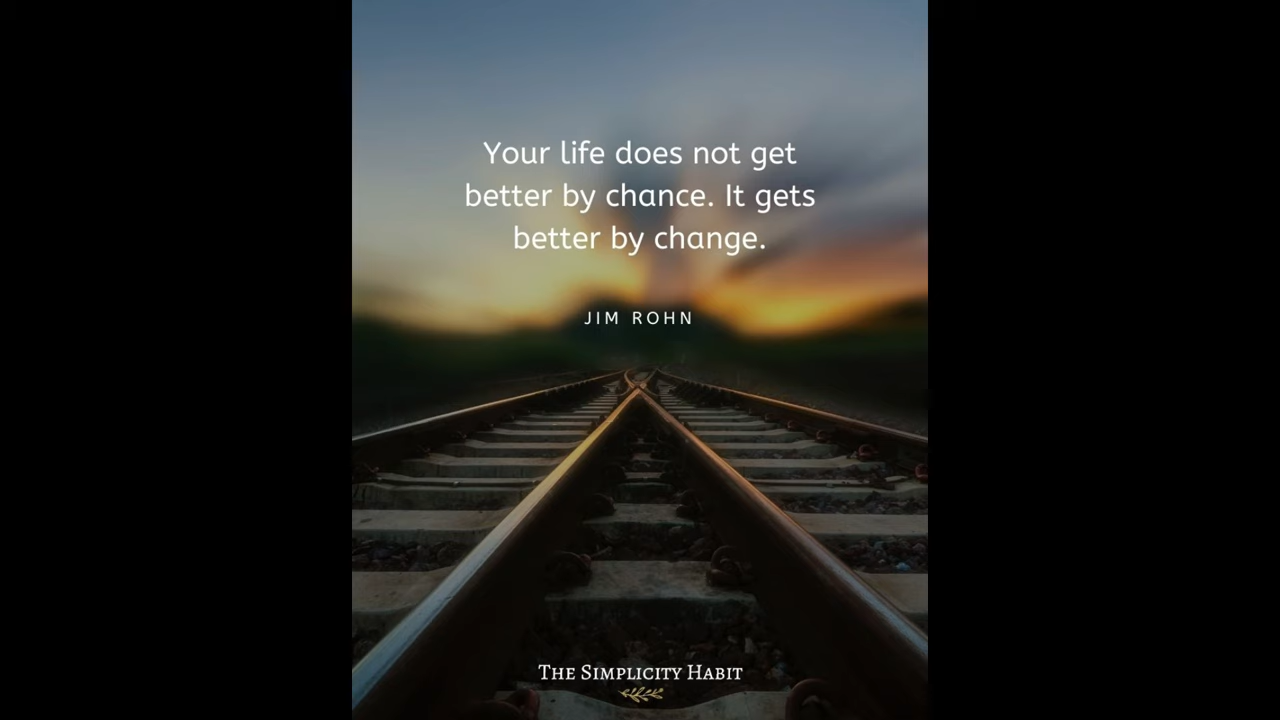 Your life does not get
better by chance. It gets
better by change.
JIM ROHN
THE SIMPLICITY HABIT